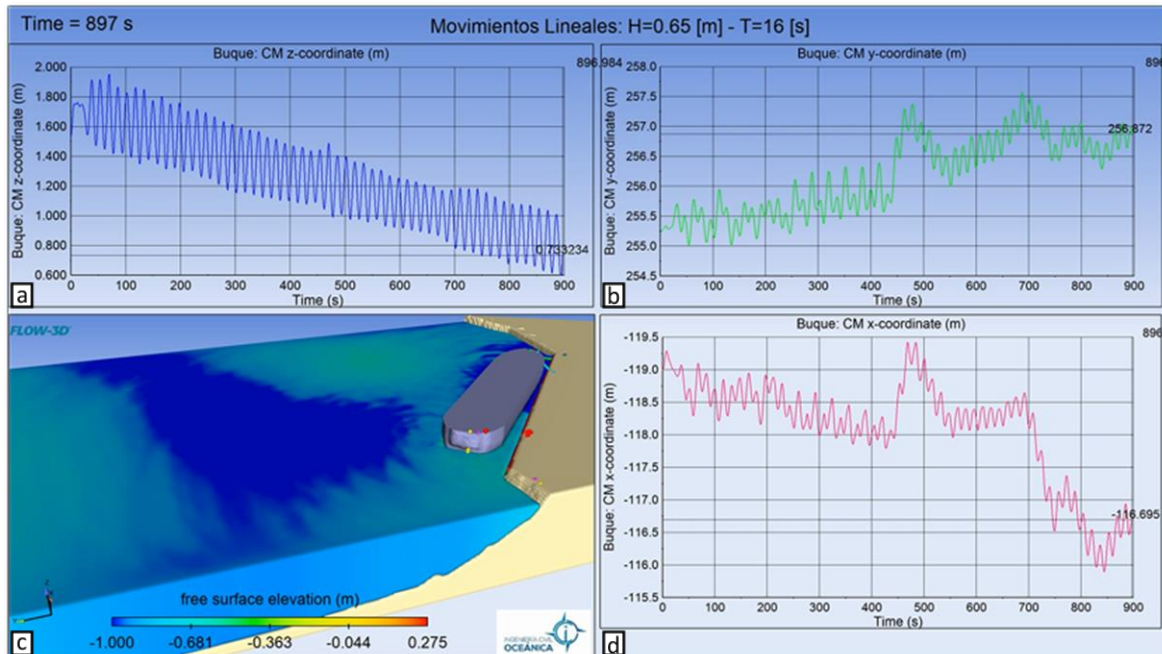 Time = 897 s
Movimientos Lineales: H=0.65 [m] - T=16 [s]
Buque: CM z-coordinate (m)
896.984
Buque: CM z-coordinate (m)
2.000
1.800
1.600
1.400
1.200
1.000
0.800
0.600
0.733234
0 100 200 300 400 500 600 700 800 900
Time (s)
a
Buque: CM y-coordinate (m)
896
Buque: CM y-coordinate (m)
258.0
257.5
257.0
256.5
256.0
255.5
255.0
254.5
256.872
0 100 200 300 400 500 600 700 800 900
Time (s)
b
FLOW-3D
free surface elevation (m)
-1.000 -0.681 -0.363 -0.044 0.275
INGENIERÍA CIVIL
OCEÁNICA
c
Buque: CM x-coordinate (m)
896
Buque: CM x-coordinate (m)
-119.5
-119.0
-118.5
-118.0
-117.5
-117.0
-116.5
-116.0
-115.5
-116.695
0 100 200 300 400 500 600 700 800 900
Time (s)
d